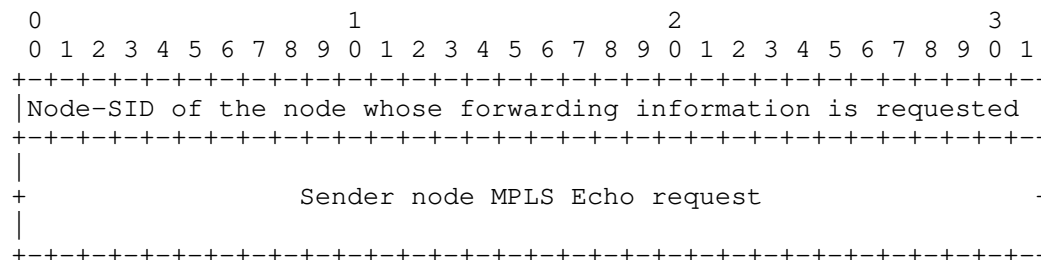 0                   1                   2                   3
 0 1 2 3 4 5 6 7 8 9 0 1 2 3 4 5 6 7 8 9 0 1 2 3 4 5 6 7 8 9 0 1
+-+-+-+-+-+-+-+-+-+-+-+-+-+-+-+-+-+-+-+-+-+-+-+-+-+-+-+-+-+-+-+-
|Node-SID of the node whose forwarding information is requested
+-+-+-+-+-+-+-+-+-+-+-+-+-+-+-+-+-+-+-+-+-+-+-+-+-+-+-+-+-+-+-+-
|
+                 Sender node MPLS Echo request                 -
|
+-+-+-+-+-+-+-+-+-+-+-+-+-+-+-+-+-+-+-+-+-+-+-+-+-+-+-+-+-+-+-+-